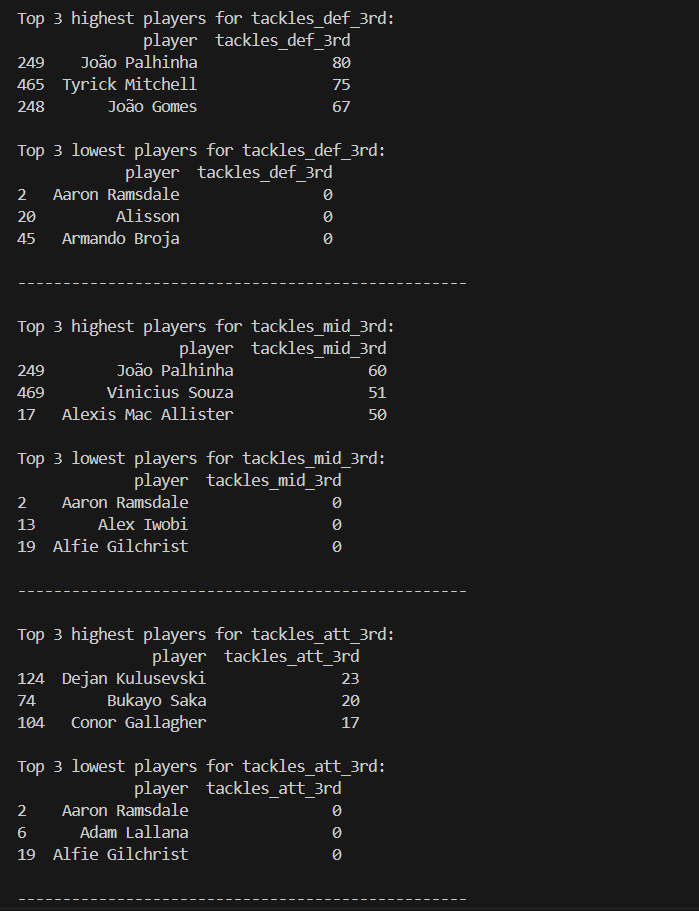 Top 3 highest players for tackles_def_3rd:
              player  tackles_def_3rd
249    João Palhinha               80
465  Tyrick Mitchell               75
248       João Gomes               67

Top 3 lowest players for tackles_def_3rd:
            player  tackles_def_3rd
2   Aaron Ramsdale                0
20         Alisson                0
45   Armando Broja                0

--------------------------------------------------

Top 3 highest players for tackles_mid_3rd:
                  player  tackles_mid_3rd
249        João Palhinha               60
469       Vinicius Souza               51
17   Alexis Mac Allister               50

Top 3 lowest players for tackles_mid_3rd:
             player  tackles_mid_3rd
2    Aaron Ramsdale                0
13       Alex Iwobi                0
19  Alfie Gilchrist                0

--------------------------------------------------

Top 3 highest players for tackles_att_3rd:
               player  tackles_att_3rd
124  Dejan Kulusevski               23
74        Bukayo Saka               20
104   Conor Gallagher               17

Top 3 lowest players for tackles_att_3rd:
             player  tackles_att_3rd
2    Aaron Ramsdale                0
6      Adam Lallana                0
19  Alfie Gilchrist                0

--------------------------------------------------